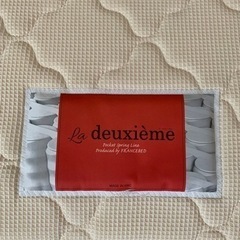 La deuxième
Pocket Spring Line
Produced by FRANCEBED